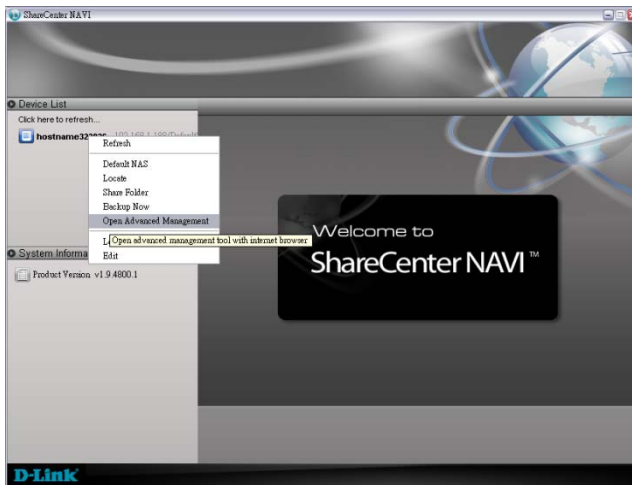 ShareCenter NAVI
Device List
Click here to refresh...
Refresh
Default NAS
Locate
Share Folder
Backup Now
Open Advanced Management
Open advanced management tool with internet browser
Edit
System Informa
Product Version v1.9.4800.1
Welcome to
ShareCenter NAVI™
D-Link